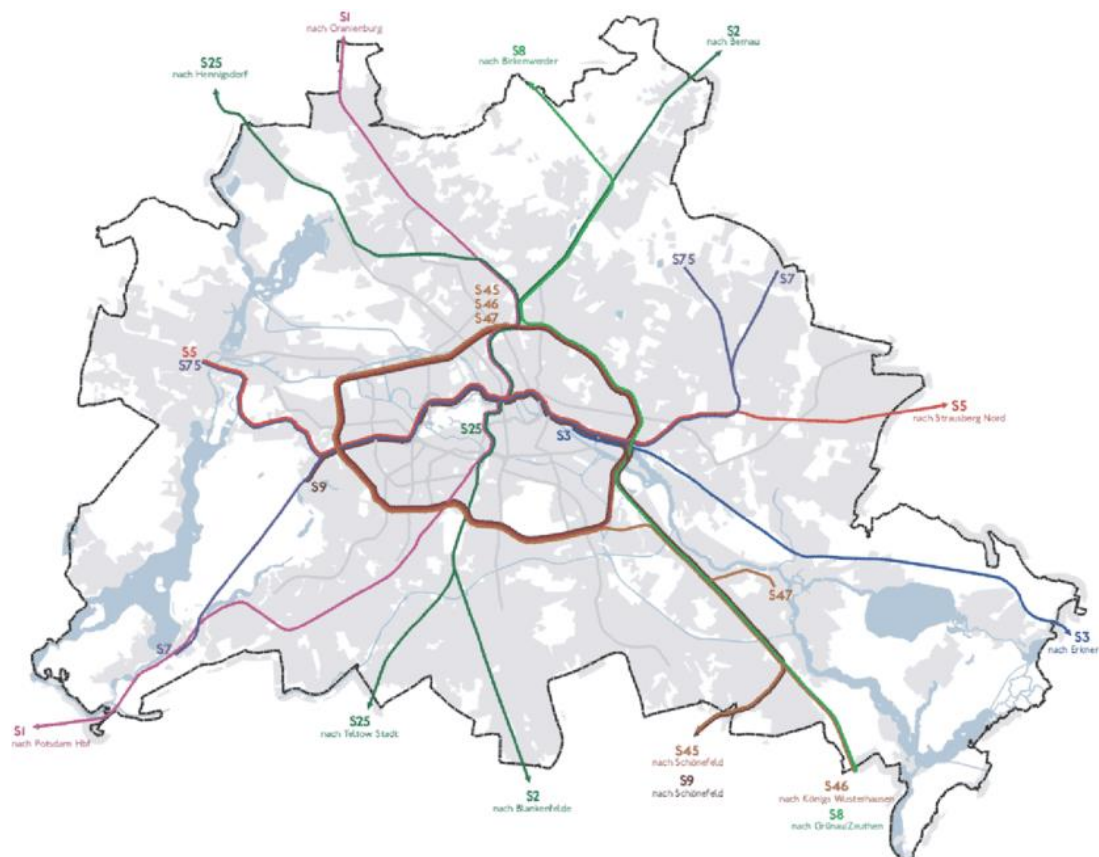 S1
nach Oranienburg
S2
nach Bernau
S8
nach Birkenwerder
S25
nach Hennigsdorf
S75
S7
S45
S46
S47
S5
S75
S5
nach Strausberg Nord
S25
S3
S9
S47
S3
nach Erkner
S7
S1
nach Potsdam Hbf
S25
nach Teltow Stadt
S45
nach Schönefeld
S9
nach Schönefeld
S2
nach Blankenfelde
S46
nach Königs Wusterhausen
S8
nach Grünau/Zeuthen